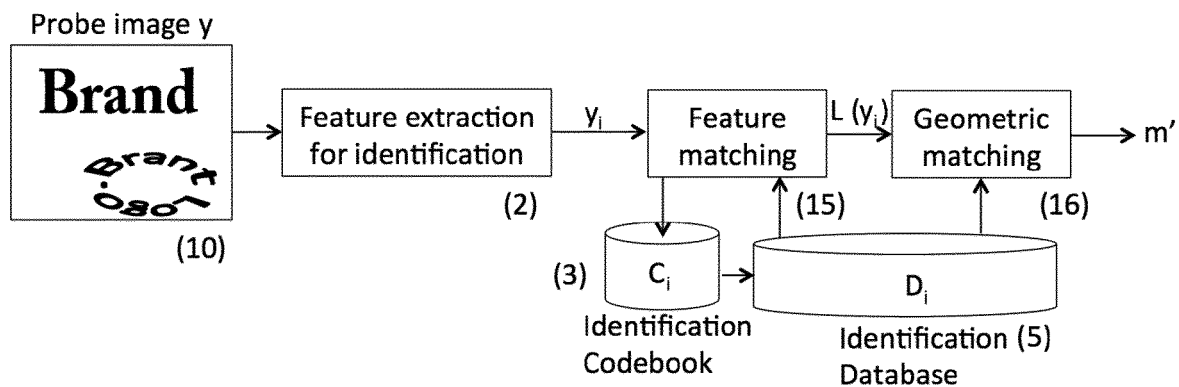 Probe image y
Brand
Brant
Logo.
(10)
Feature extraction
for identification
(2)
yᵢ
Feature
matching
(15)
L (yᵢ)
Geometric
matching
(16)
m'
(3)
Cᵢ
Identification
Codebook
Dᵢ
Identification (5)
Database